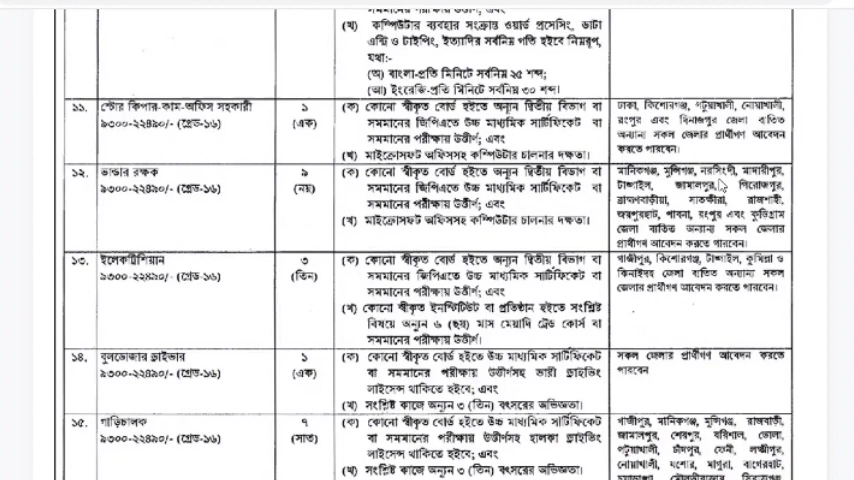 (খ) কম্পিউটার ব্যবহার সংক্রান্ত ওয়ার্ড প্রসেসিং, ডাটা
এন্ট্রি ও টাইপিং, ইত্যাদির সর্বনিম্ন গতি হইবে নিম্নরূপ,
যথা:-
(অ) বাংলা-প্রতি মিনিটে সর্বনিম্ন ২৫ শব্দ;
(আ) ইংরেজি-প্রতি মিনিটে সর্বনিম্ন ৩০ শব্দ।
১১.
স্টোর কিপার-কাম-অফিস সহকারী
৯৩০০-২২৪৯০/- (গ্রেড-১৬)
১
(এক)
(ক) কোনো স্বীকৃত বোর্ড হইতে অন্যূন দ্বিতীয় বিভাগ বা
সমমানের জিপিএতে উচ্চ মাধ্যমিক সার্টিফিকেট বা
সমমানের পরীক্ষায় উত্তীর্ণ; এবং
(খ) মাইক্রোসফট অফিসসহ কম্পিউটার চালনার দক্ষতা।
ঢাকা, কিশোরগঞ্জ, পটুয়াখালী, নোয়াখালী,
রংপুর এবং দিনাজপুর জেলা ব্যতিত
অন্যান্য সকল জেলার প্রার্থীগণ আবেদন
করতে পারবেন।
১২.
ভান্ডার রক্ষক
৯৩০০-২২৪৯০/- (গ্রেড-১৬)
৯
(নয়)
(ক) কোনো স্বীকৃত বোর্ড হইতে অন্যূন দ্বিতীয় বিভাগ বা
সমমানের জিপিএতে উচ্চ মাধ্যমিক সার্টিফিকেট বা
সমমানের পরীক্ষায় উত্তীর্ণ; এবং
(খ) মাইক্রোসফট অফিসসহ কম্পিউটার চালনার দক্ষতা।
মানিকগঞ্জ, মুন্সিগঞ্জ, নরসিংদী, মাদারীপুর,
টাঙ্গাইল, জামালপুর, পিরোজপুর,
ব্রাহ্মণবাড়ীয়া, সাতক্ষীরা, রাজশাহী,
জয়পুরহাট, পাবনা, রংপুর এবং কুড়িগ্রাম
জেলা ব্যতিত অন্যান্য সকল জেলার
প্রার্থীগণ আবেদন করতে পারবেন।
১৩.
ইলেকট্রিশিয়ান
৯৩০০-২২৪৯০/- (গ্রেড-১৬)
৩
(তিন)
(ক) কোনো স্বীকৃত বোর্ড হইতে অন্যূন দ্বিতীয় বিভাগ বা
সমমানের জিপিএতে উচ্চ মাধ্যমিক সার্টিফিকেট বা
সমমানের পরীক্ষায় উত্তীর্ণ; এবং
(খ) কোনো স্বীকৃত ইনস্টিটিউট বা প্রতিষ্ঠান হইতে সংশ্লিষ্ট
বিষয়ে অন্যূন ৬ (ছয়) মাস মেয়াদি ট্রেড কোর্স বা
সমমানের পরীক্ষায় উত্তীর্ণ।
গাজীপুর, কিশোরগঞ্জ, টাঙ্গাইল, কুমিল্লা ও
ঝিনাইদহ জেলা ব্যতিত অন্যান্য সকল
জেলার প্রার্থীগণ আবেদন করতে পারবেন।
১৪.
বুলডোজার ড্রাইভার
৯৩০০-২২৪৯০/- (গ্রেড-১৬)
১
(এক)
(ক) কোনো স্বীকৃত বোর্ড হইতে উচ্চ মাধ্যমিক সার্টিফিকেট
বা সমমানের পরীক্ষায় উত্তীর্ণসহ ভারী ড্রাইভিং
লাইসেন্স থাকিতে হইবে; এবং
(খ) সংশ্লিষ্ট কাজে অন্যূন ৩ (তিন) বৎসরের অভিজ্ঞতা।
সকল জেলার প্রার্থীগণ আবেদন করতে
পারবেন
১৫.
গাড়িচালক
৯৩০০-২২৪৯০/- (গ্রেড-১৬)
৭
(সাত)
(ক) কোনো স্বীকৃত বোর্ড হইতে উচ্চ মাধ্যমিক সার্টিফিকেট
বা সমমানের পরীক্ষায় উত্তীর্ণসহ হালকা ড্রাইভিং
লাইসেন্স থাকিতে হইবে; এবং
(খ) সংশ্লিষ্ট কাজে অন্যূন ৩ (তিন) বৎসরের অভিজ্ঞতা।
গাজীপুর, মানিকগঞ্জ, মুন্সিগঞ্জ, রাজবাড়ী,
জামালপুর, শেরপুর, বরিশাল, ভোলা,
পটুয়াখালী, চাঁদপুর, ফেনী, লক্ষ্মীপুর,
নোয়াখালী, যশোর, মাগুরা, বাগেরহাট,